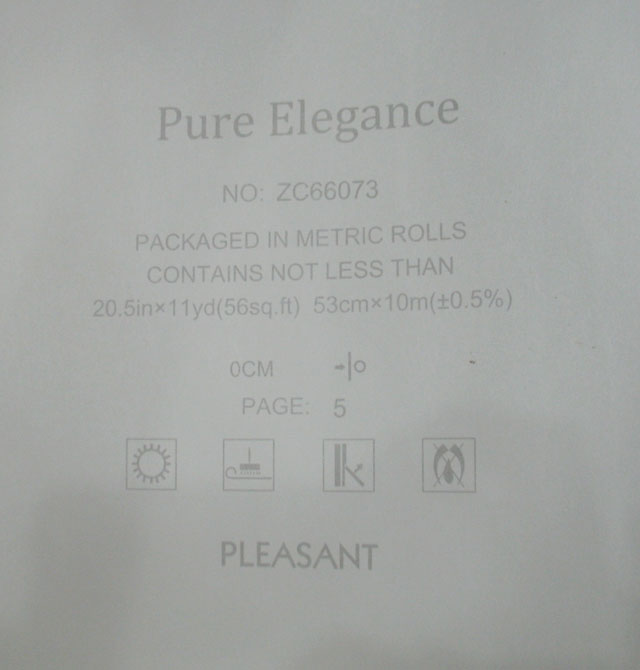 Pure Elegance
NO: ZC66073
PACKAGED IN METRIC ROLLS
CONTAINS NOT LESS THAN
20.5in×11yd(56sq.ft) 53cm×10m(±0.5%)
0CM
PAGE: 5
PLEASANT